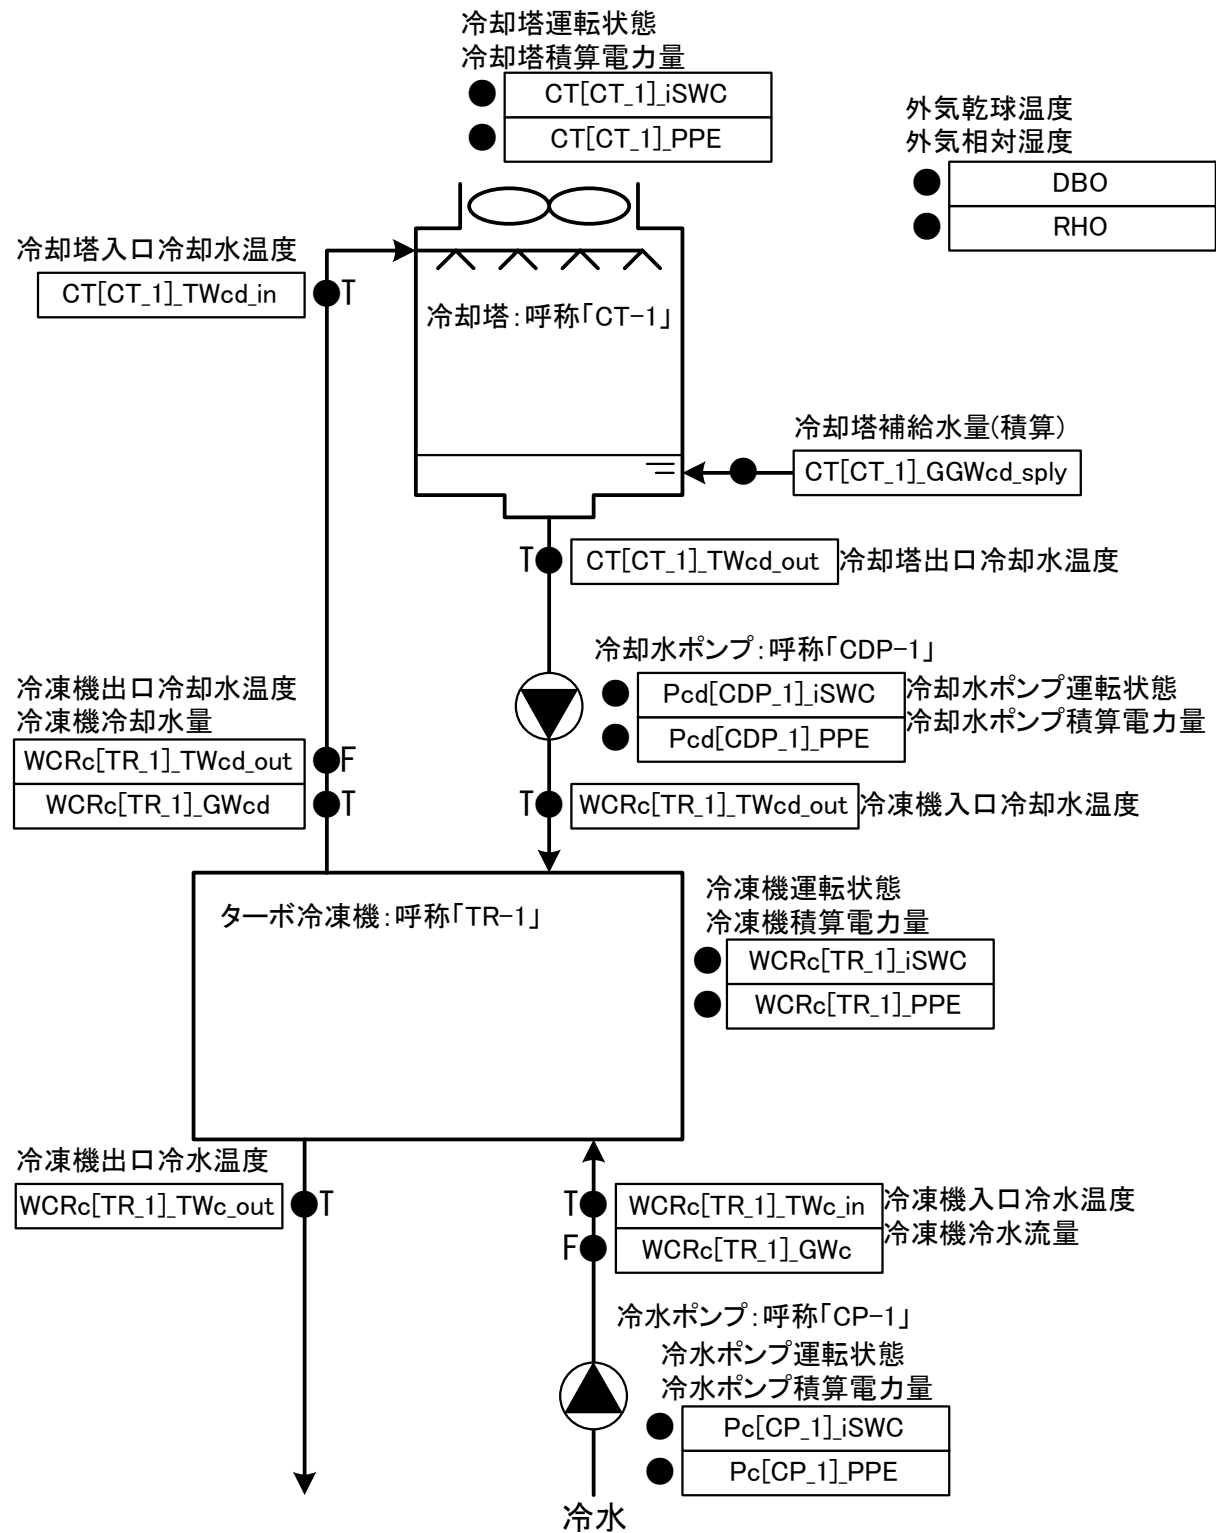 冷却塔運転状態
冷却塔積算電力量
CT[CT_1]_iSWC
CT[CT_1]_PPE
外気乾球温度
外気相対湿度
DBO
RHO
冷却塔入口冷却水温度
CT[CT_1]_TWcd_in
T
冷却塔:呼称「CT-1」
冷却塔補給水量(積算)
CT[CT_1]_GGWcd_sply
T
CT[CT_1]_TWcd_out
冷却塔出口冷却水温度
冷却水ポンプ:呼称「CDP-1」
Pcd[CDP_1]_iSWC
冷却水ポンプ運転状態
Pcd[CDP_1]_PPE
冷却水ポンプ積算電力量
冷凍機出口冷却水温度
冷凍機冷却水量
WCRc[TR_1]_TWcd_out
F
WCRc[TR_1]_GWcd
T
T
WCRc[TR_1]_TWcd_out
冷凍機入口冷却水温度
ターボ冷凍機:呼称「TR-1」
冷凍機運転状態
冷凍機積算電力量
WCRc[TR_1]_iSWC
WCRc[TR_1]_PPE
冷凍機出口冷水温度
WCRc[TR_1]_TWc_out
T
T
WCRc[TR_1]_TWc_in
冷凍機入口冷水温度
F
WCRc[TR_1]_GWc
冷凍機冷水流量
冷水ポンプ:呼称「CP-1」
冷水ポンプ運転状態
冷水ポンプ積算電力量
Pc[CP_1]_iSWC
Pc[CP_1]_PPE
冷水